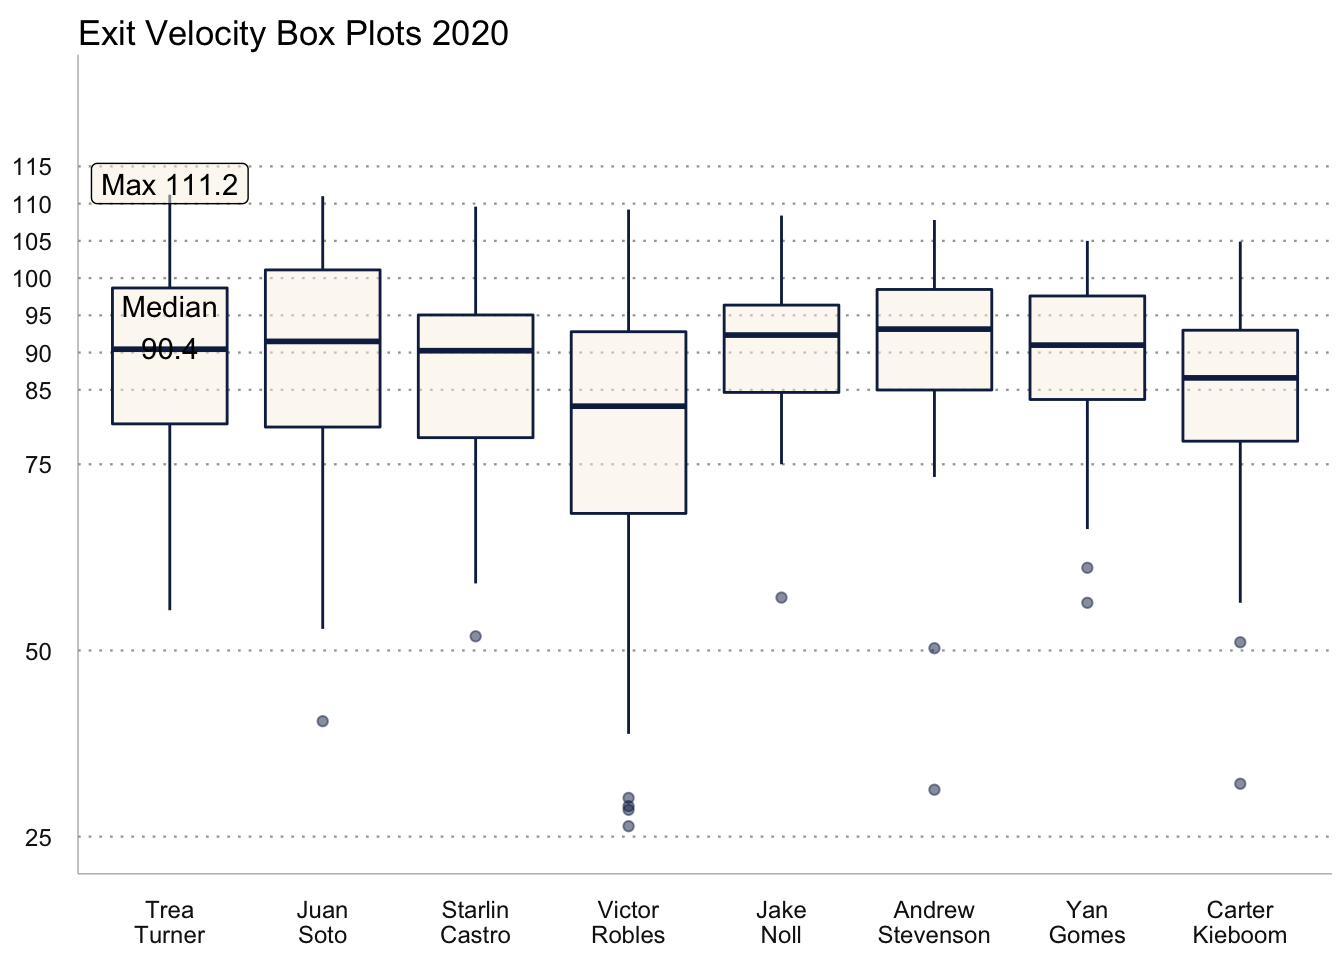 Exit Velocity Box Plots 2020
115
110
105
100
95
90
85
75
50
25
Max 111.2
Median
90.4
Trea
Turner
Juan
Soto
Starlin
Castro
Victor
Robles
Jake
Noll
Andrew
Stevenson
Yan
Gomes
Carter
Kieboom